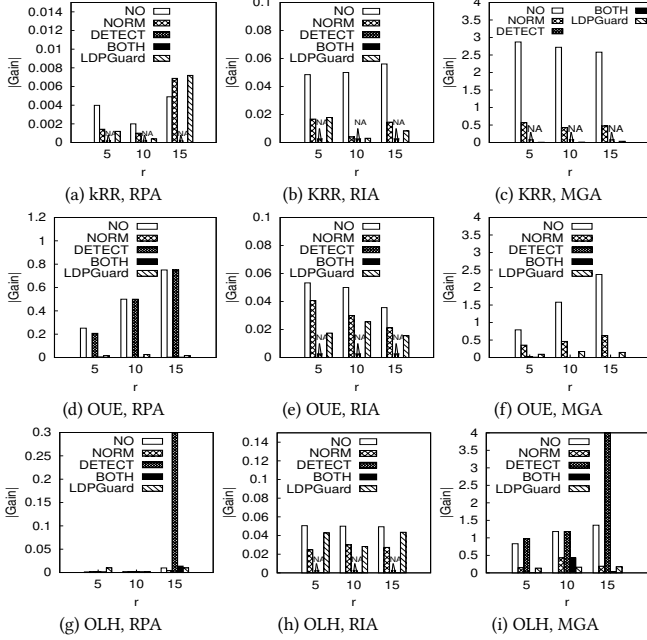 0.014
0.012
0.01
0.008
0.006
0.004
0.002
0
|Gain|
NO
NORM
DETECT
BOTH
LDPGuard
NA
NA
NA
5
10
15
r
(a) kRR, RPA
0.1
0.08
0.06
0.04
0.02
0
|Gain|
NO
NORM
DETECT
BOTH
LDPGuard
NA
NA
NA
5
10
15
r
(b) KRR, RIA
4
3.5
3
2.5
2
1.5
1
0.5
0
|Gain|
NO
NORM
DETECT
BOTH
LDPGuard
NA
NA
NA
5
10
15
r
(c) KRR, MGA
1.2
1
0.8
0.6
0.4
0.2
0
|Gain|
NO
NORM
DETECT
BOTH
LDPGuard
5
10
15
r
(d) OUE, RPA
0.1
0.08
0.06
0.04
0.02
0
|Gain|
NO
NORM
DETECT
BOTH
LDPGuard
NA
NA
NA
5
10
15
r
(e) OUE, RIA
4
3.5
3
2.5
2
1.5
1
0.5
0
|Gain|
NO
NORM
DETECT
BOTH
LDPGuard
5
10
15
r
(f) OUE, MGA
0.3
0.25
0.2
0.15
0.1
0.05
0
|Gain|
NO
NORM
DETECT
BOTH
LDPGuard
5
10
15
r
(g) OLH, RPA
0.14
0.12
0.1
0.08
0.06
0.04
0.02
0
|Gain|
NO
NORM
DETECT
BOTH
LDPGuard
NA
NA
NA
5
10
15
r
(h) OLH, RIA
4
3.5
3
2.5
2
1.5
1
0.5
0
|Gain|
NO
NORM
DETECT
BOTH
LDPGuard
5
10
15
r
(i) OLH, MGA